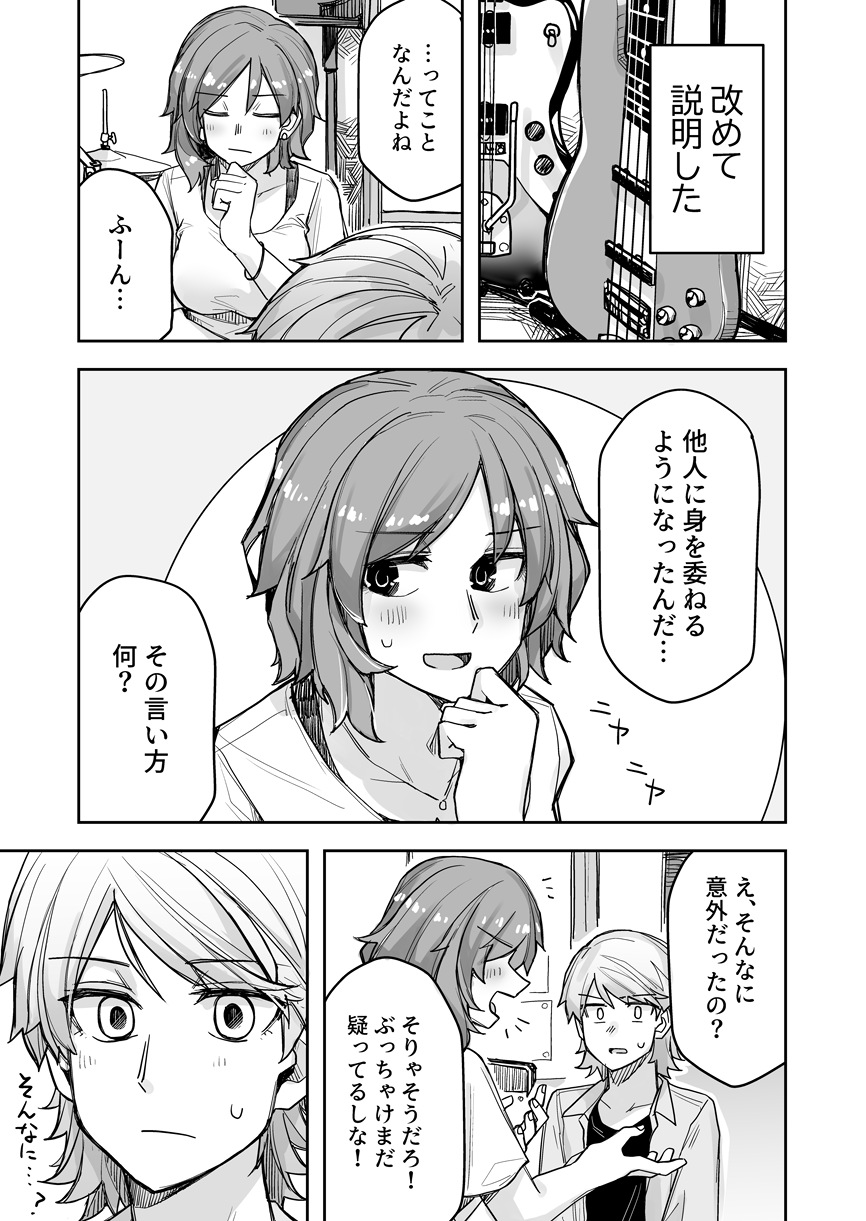 改めて
説明した
…ってこと
なんだよね
ふーん…
他人に身を委ねる
ようになったんだ…
ニヤ
ニヤ
その言い方
何？
え、そんなに
意外だったの？
そりゃそうだろ！
ぶっちゃけまだ
疑ってるしな！
そんなに…？